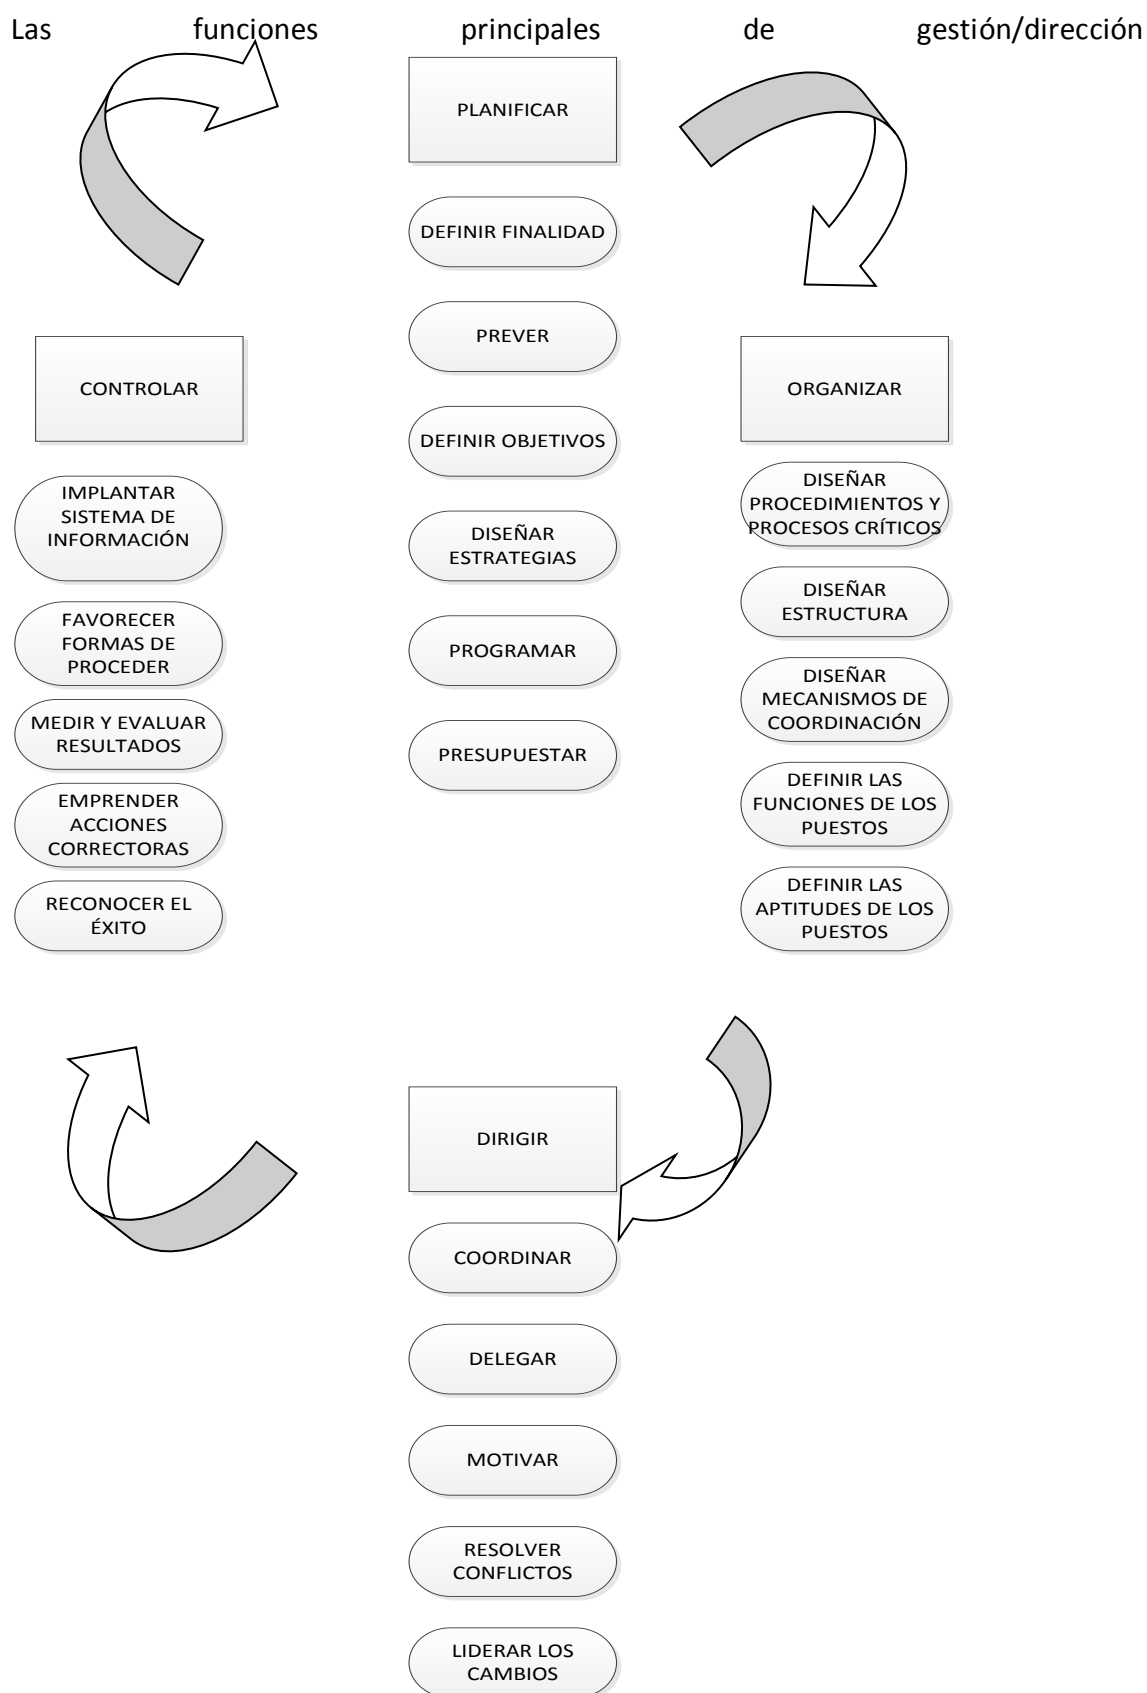 Las funciones principales de gestión/dirección
PLANIFICAR
DEFINIR FINALIDAD
PREVER
DEFINIR OBJETIVOS
DISEÑAR
ESTRATEGIAS
PROGRAMAR
PRESUPUESTAR
ORGANIZAR
DISEÑAR
PROCEDIMIENTOS Y
PROCESOS CRÍTICOS
DISEÑAR
ESTRUCTURA
DISEÑAR
MECANISMOS DE
COORDINACIÓN
DEFINIR LAS
FUNCIONES DE LOS
PUESTOS
DEFINIR LAS
APTITUDES DE LOS
PUESTOS
DIRIGIR
COORDINAR
DELEGAR
MOTIVAR
RESOLVER
CONFLICTOS
LIDERAR LOS
CAMBIOS
CONTROLAR
IMPLANTAR
SISTEMA DE
INFORMACIÓN
FAVORECER
FORMAS DE
PROCEDER
MEDIR Y EVALUAR
RESULTADOS
EMPRENDER
ACCIONES
CORRECTORAS
RECONOCER EL
ÉXITO